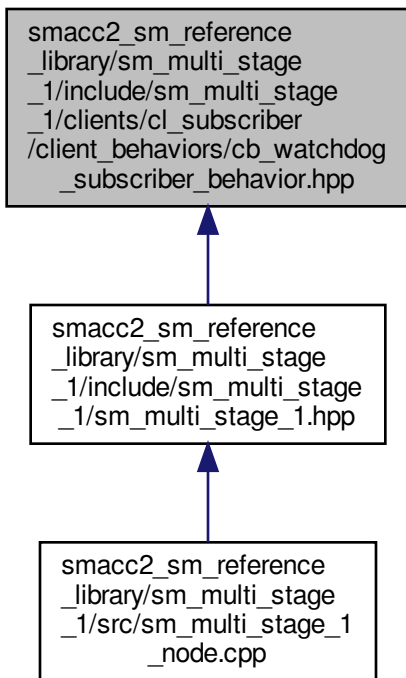 smacc2_sm_reference
_library/sm_multi_stage
_1/include/sm_multi_stage
_1/clients/cl_subscriber
/client_behaviors/cb_watchdog
_subscriber_behavior.hpp
smacc2_sm_reference
_library/sm_multi_stage
_1/include/sm_multi_stage
_1/sm_multi_stage_1.hpp
smacc2_sm_reference
_library/sm_multi_stage
_1/src/sm_multi_stage_1
_node.cpp